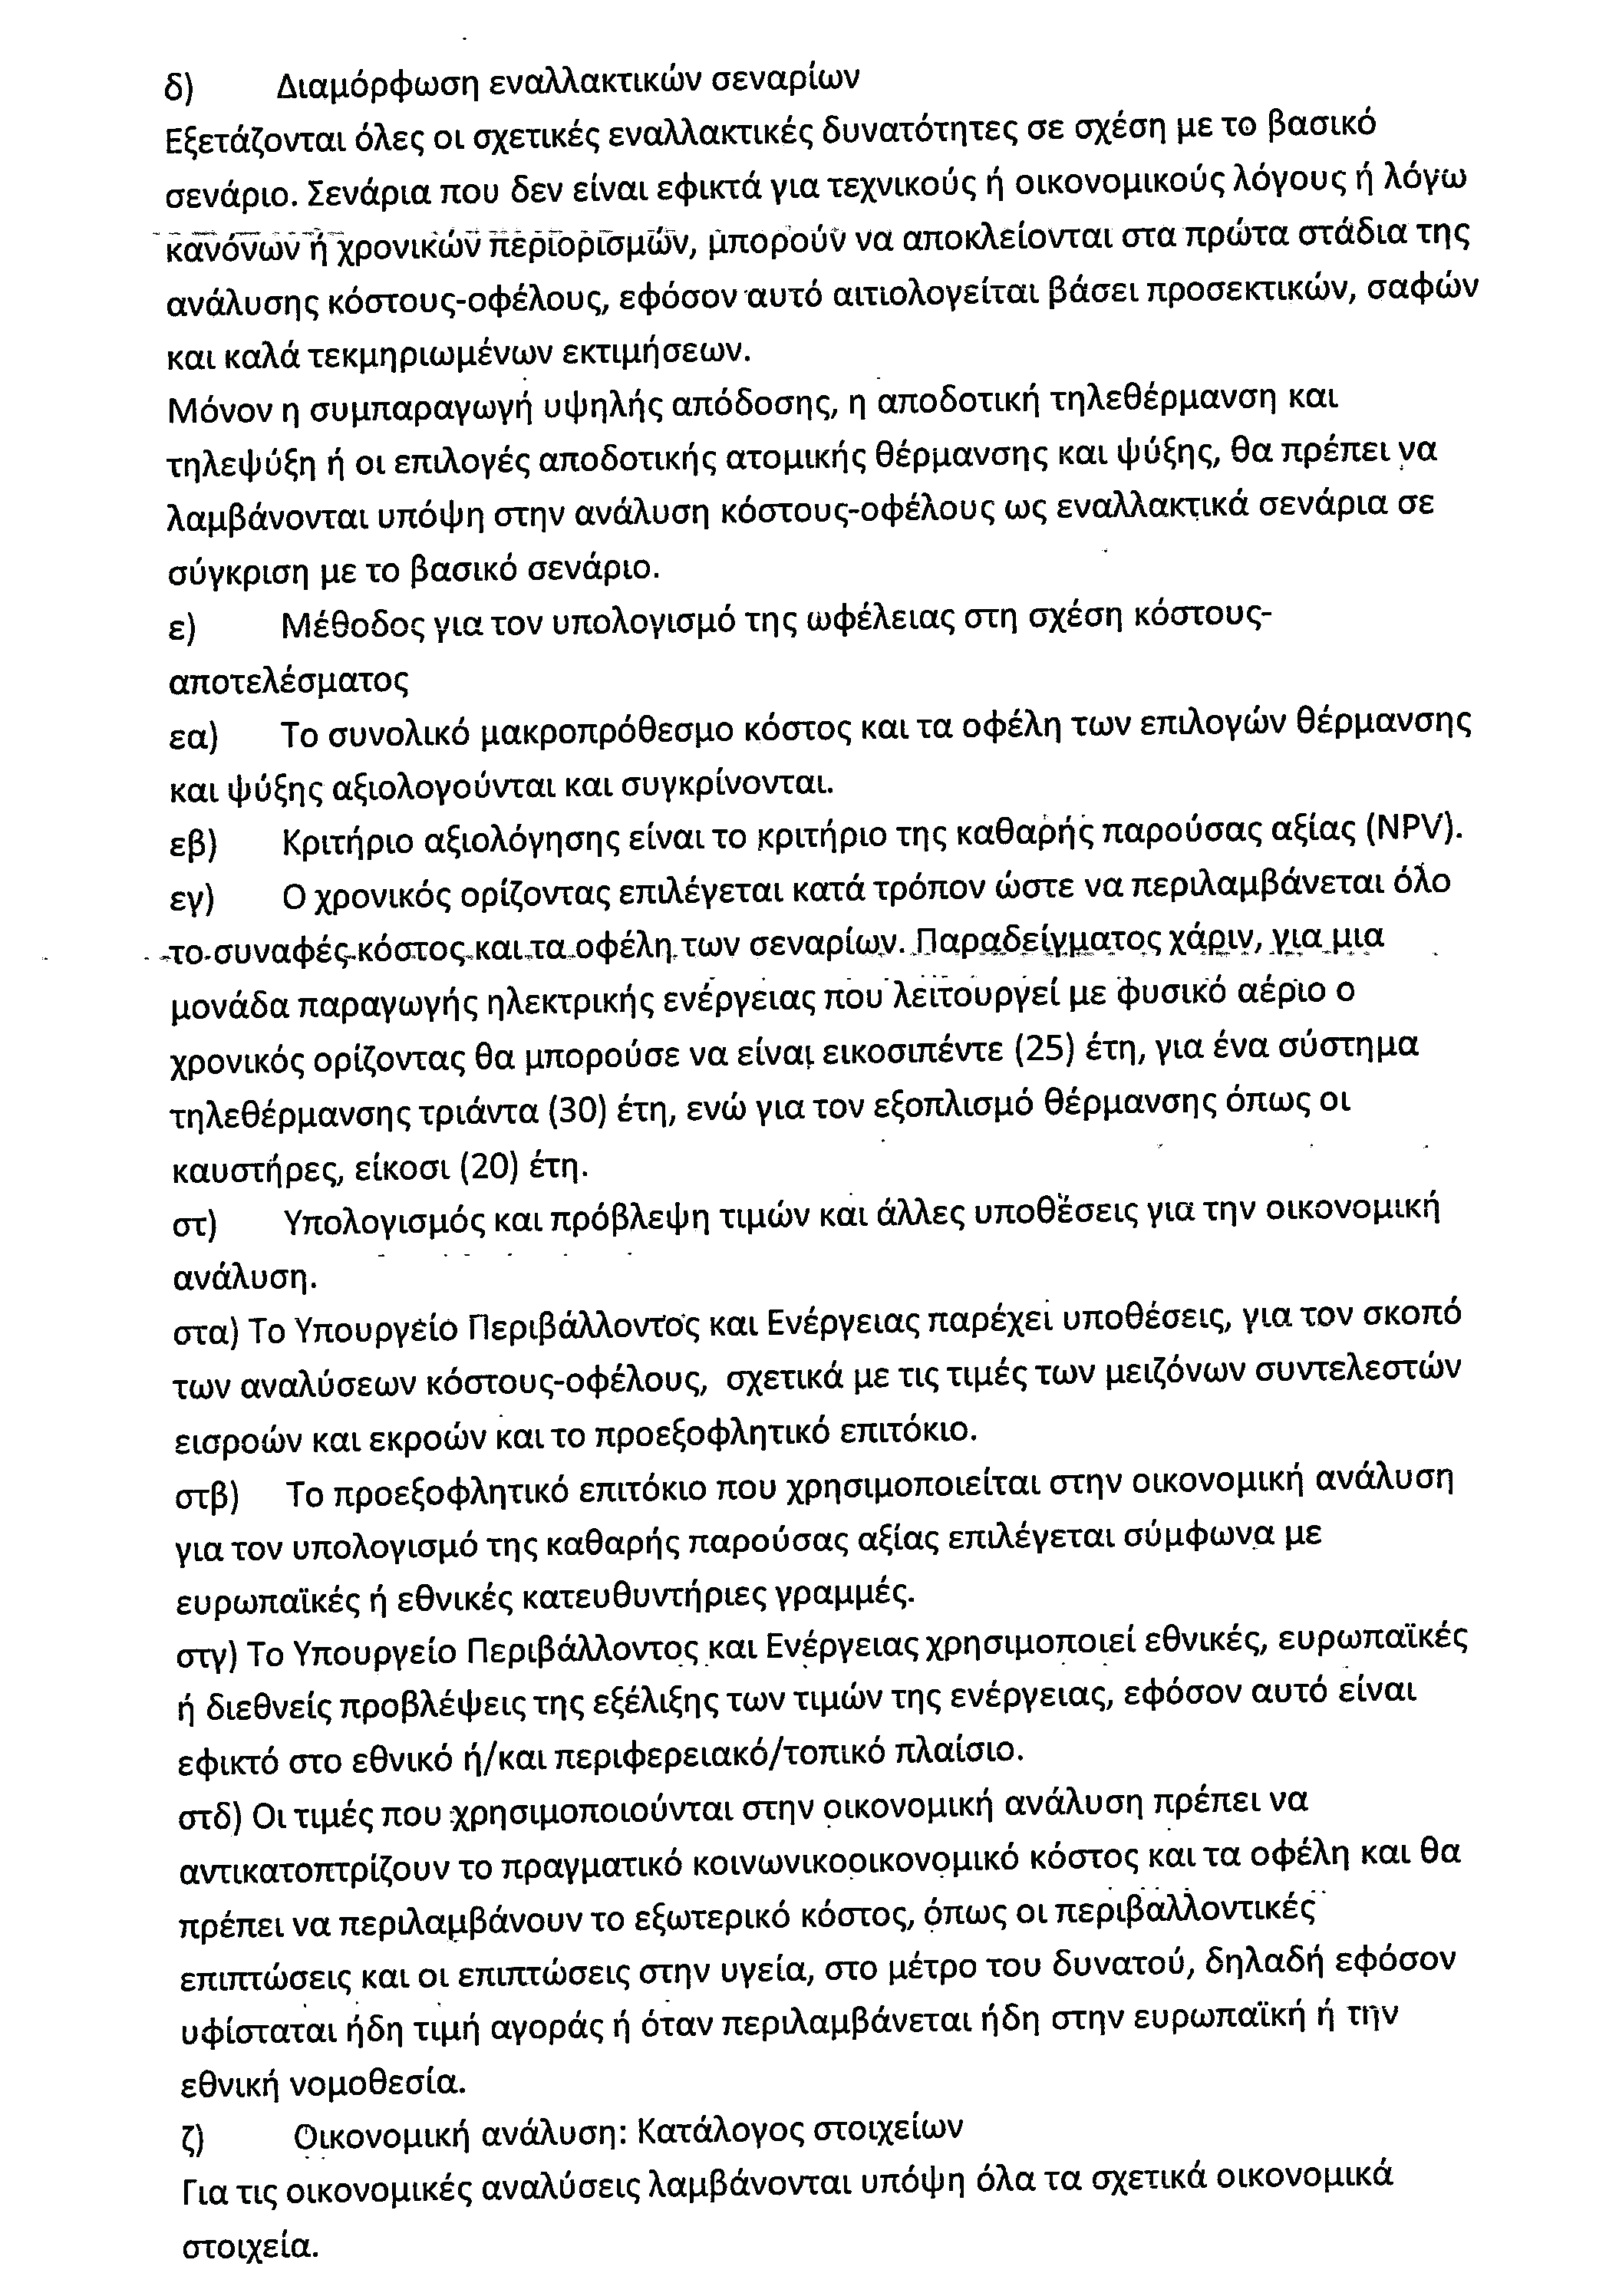 δ) Διαμόρφωση εναλλακτικών σεναρίων
Εξετάζονται όλες οι σχετικές εναλλακτικές δυνατότητες σε σχέση με το βασικό
σενάριο. Σενάρια που δεν είναι εφικτά για τεχνικούς ή οικονομικούς λόγους ή λόγω
κανόνων ή χρονικών περιορισμών, μπορούν να αποκλείονται στα πρώτα στάδια της
ανάλυσης κόστους-οφέλους, εφόσον αυτό αιτιολογείται βάσει προσεκτικών, σαφών
και καλά τεκμηριωμένων εκτιμήσεων.
Μόνον η συμπαραγωγή υψηλής απόδοσης, η αποδοτική τηλεθέρμανση και
τηλεψύξη ή οι επιλογές αποδοτικής ατομικής θέρμανσης και ψύξης, θα πρέπει να
λαμβάνονται υπόψη στην ανάλυση κόστους-οφέλους ως εναλλακτικά σενάρια σε
σύγκριση με το βασικό σενάριο.
ε) Μέθοδος για τον υπολογισμό της ωφέλειας στη σχέση κόστους-
αποτελέσματος
εα) Το συνολικό μακροπρόθεσμο κόστος και τα οφέλη των επιλογών θέρμανσης
και ψύξης αξιολογούνται και συγκρίνονται.
εβ) Κριτήριο αξιολόγησης είναι το κριτήριο της καθαρής παρούσας αξίας (NPV).
εγ) Ο χρονικός ορίζοντας επιλέγεται κατά τρόπον ώστε να περιλαμβάνεται όλο
το συναφές κόστος και τα οφέλη των σεναρίων. Παραδείγματος χάριν, για μια
μονάδα παραγωγής ηλεκτρικής ενέργειας που λειτουργεί με φυσικό αέριο ο
χρονικός ορίζοντας θα μπορούσε να είναι εικοσιπέντε (25) έτη, για ένα σύστημα
τηλεθέρμανσης τριάντα (30) έτη, ενώ για τον εξοπλισμό θέρμανσης όπως οι
καυστήρες, είκοσι (20) έτη.
στ) Υπολογισμός και πρόβλεψη τιμών και άλλες υποθέσεις για την οικονομική
ανάλυση.
στα) Το Υπουργείο Περιβάλλοντος και Ενέργειας παρέχει υποθέσεις, για τον σκοπό
των αναλύσεων κόστους-οφέλους, σχετικά με τις τιμές των μειζόνων συντελεστών
εισροών και εκροών και το προεξοφλητικό επιτόκιο.
στβ) Το προεξοφλητικό επιτόκιο που χρησιμοποιείται στην οικονομική ανάλυση
για τον υπολογισμό της καθαρής παρούσας αξίας επιλέγεται σύμφωνα με
ευρωπαϊκές ή εθνικές κατευθυντήριες γραμμές.
στγ) Το Υπουργείο Περιβάλλοντος και Ενέργειας χρησιμοποιεί εθνικές, ευρωπαϊκές
ή διεθνείς προβλέψεις της εξέλιξης των τιμών της ενέργειας, εφόσον αυτό είναι
εφικτό στο εθνικό ή/και περιφερειακό/τοπικό πλαίσιο.
στδ) Οι τιμές που χρησιμοποιούνται στην οικονομική ανάλυση πρέπει να
αντικατοπτρίζουν το πραγματικό κοινωνικοοικονομικό κόστος και τα οφέλη και θα
πρέπει να περιλαμβάνουν το εξωτερικό κόστος, όπως οι περιβαλλοντικές
επιπτώσεις και οι επιπτώσεις στην υγεία, στο μέτρο του δυνατού, δηλαδή εφόσον
υφίσταται ήδη τιμή αγοράς ή όταν περιλαμβάνεται ήδη στην ευρωπαϊκή ή την
εθνική νομοθεσία.
ζ) Οικονομική ανάλυση: Κατάλογος στοιχείων
Για τις οικονομικές αναλύσεις λαμβάνονται υπόψη όλα τα σχετικά οικονομικά
στοιχεία.